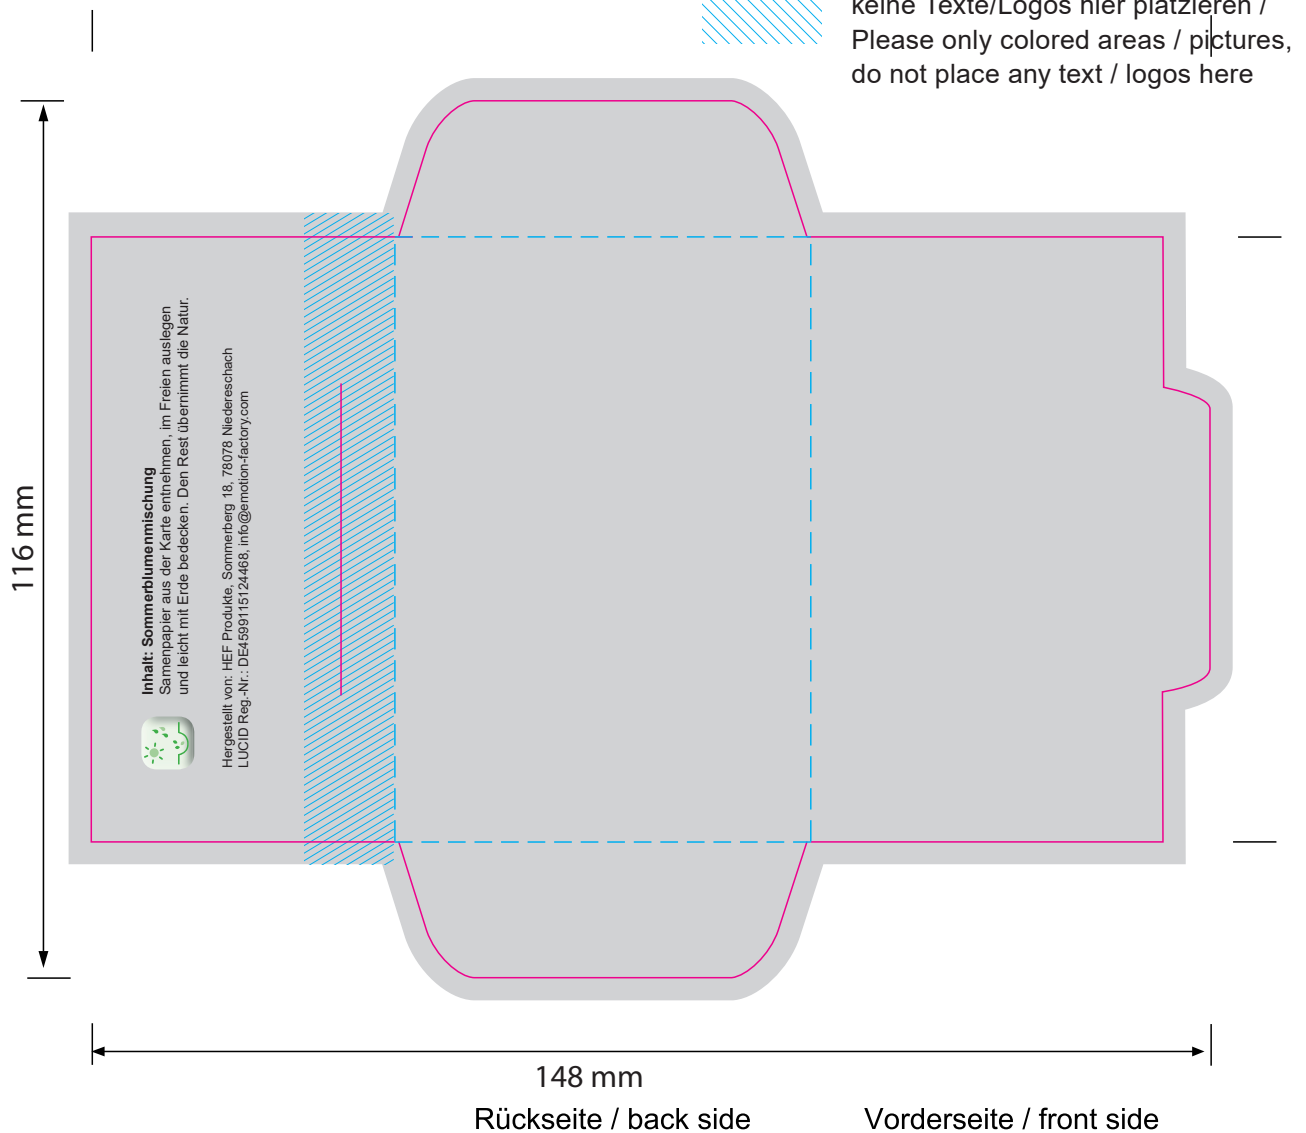 keine Texte/Logos hier platzieren /
Please only colored areas / pictures,
do not place any text / logos here
116 mm
Inhalt: Sommerblumenmischung
Samenpapier aus der Karte entnehmen, im Freien auslegen
und leicht mit Erde bedecken. Den Rest übernimmt die Natur.
Hergestellt von: HEF Produkte, Sommerberg 18, 78078 Niedereschach
LUCID Reg.-Nr.: DE4599115124468, info@emotion-factory.com
148 mm
Rückseite / back side
Vorderseite / front side